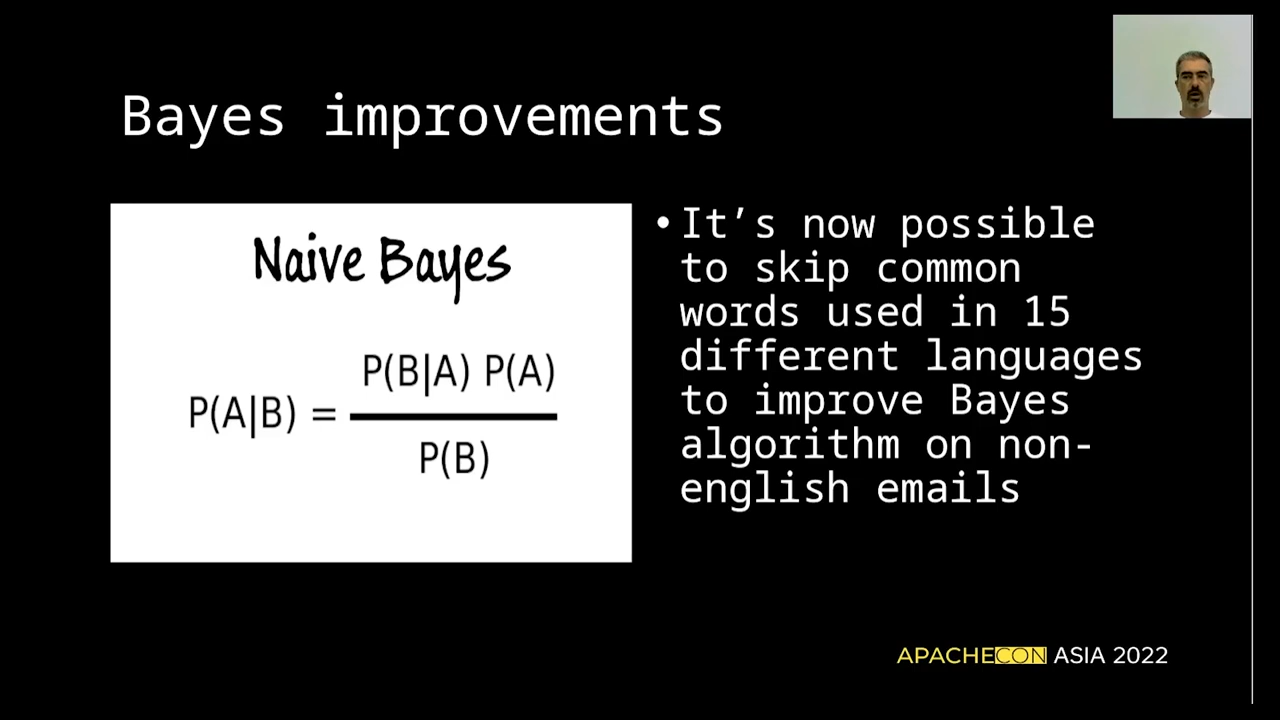 Bayes improvements
Naive Bayes
P(B|A) P(A)
P(A|B) =
P(B)
• It’s now possible
to skip common
words used in 15
different languages
to improve Bayes
algorithm on non-
english emails
APACHECON ASIA 2022